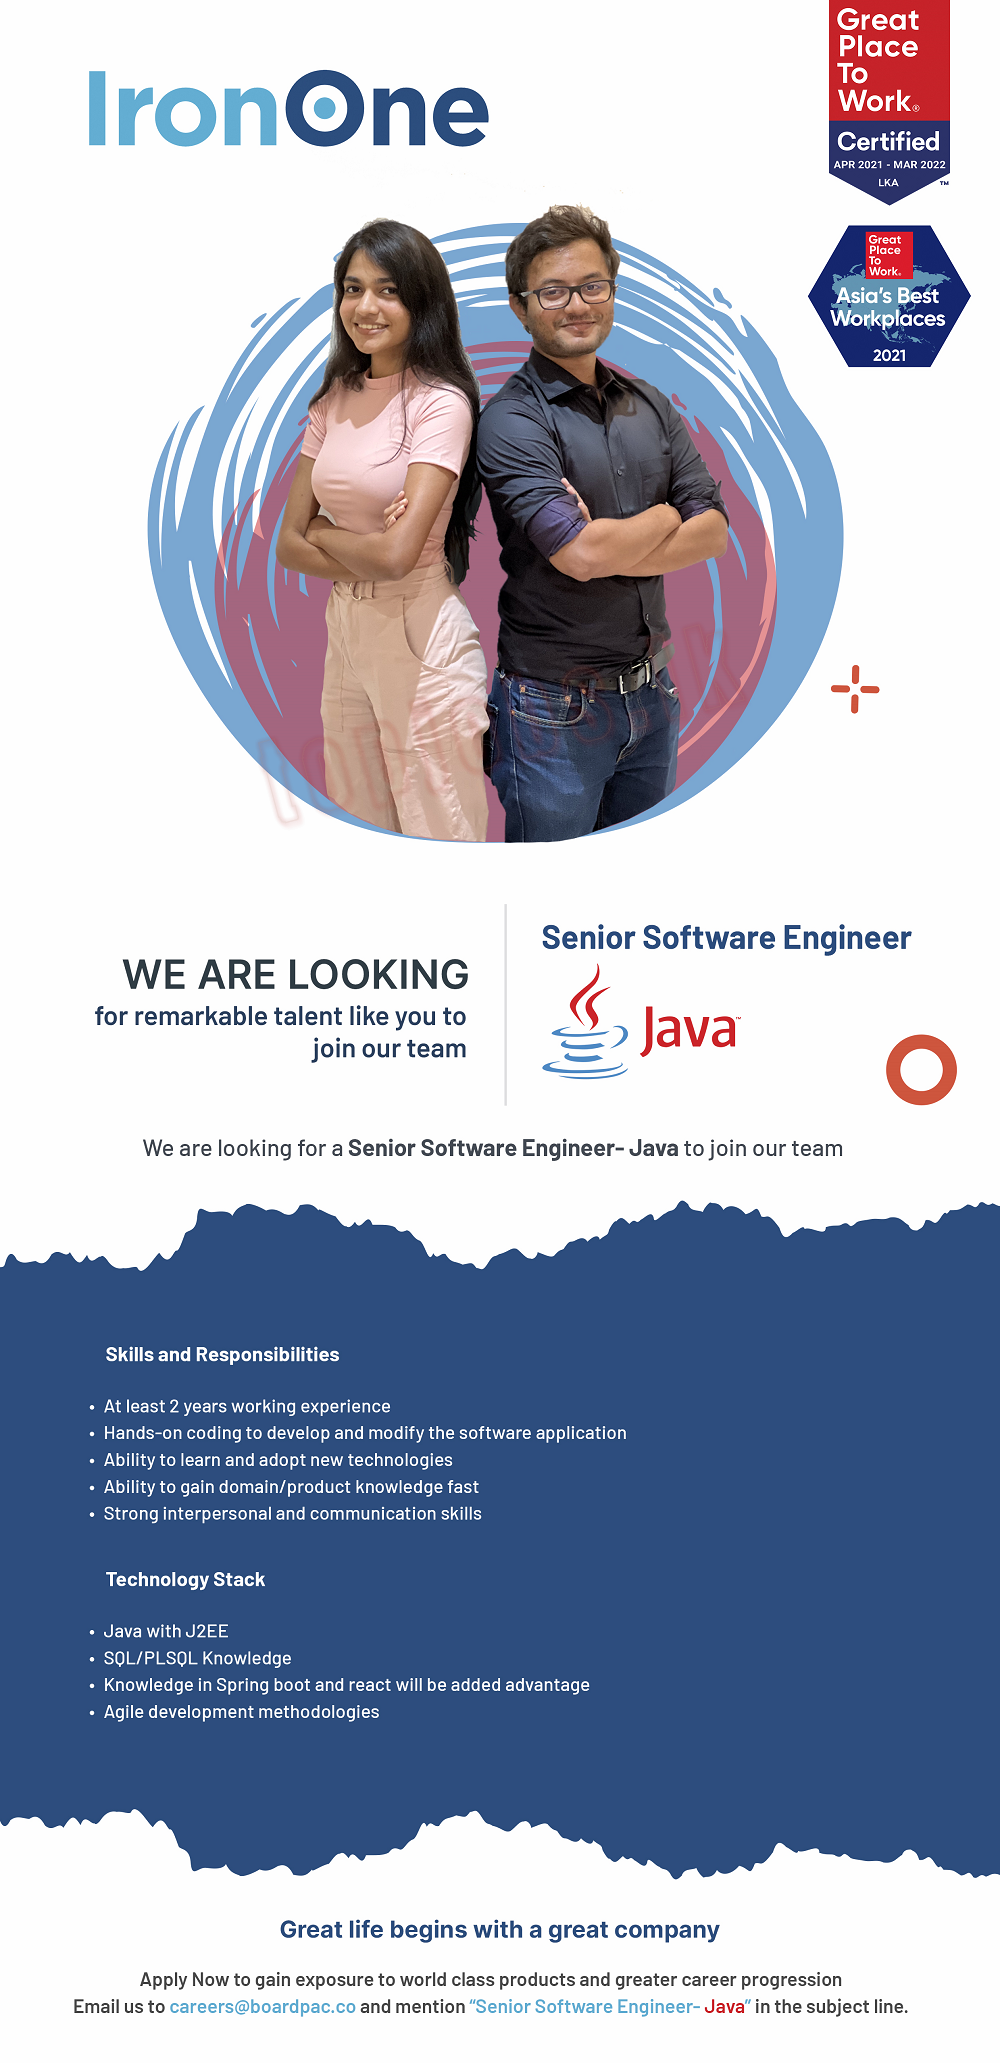 IronOne
Great
Place
To
Work®
Certified
APR 2021 - MAR 2022
LKA
™
Great
Place
To
Work.
Asia's Best
Workplaces
2021
WE ARE LOOKING
for remarkable talent like you to
join our team
Senior Software Engineer
Java™
We are looking for a Senior Software Engineer- Java to join our team
Skills and Responsibilities
• At least 2 years working experience
• Hands-on coding to develop and modify the software application
• Ability to learn and adopt new technologies
• Ability to gain domain/product knowledge fast
• Strong interpersonal and communication skills
Technology Stack
• Java with J2EE
• SQL/PLSQL Knowledge
• Knowledge in Spring boot and react will be added advantage
• Agile development methodologies
Great life begins with a great company
Apply Now to gain exposure to world class products and greater career progression
Email us to careers@boardpac.co and mention "Senior Software Engineer- Java" in the subject line.